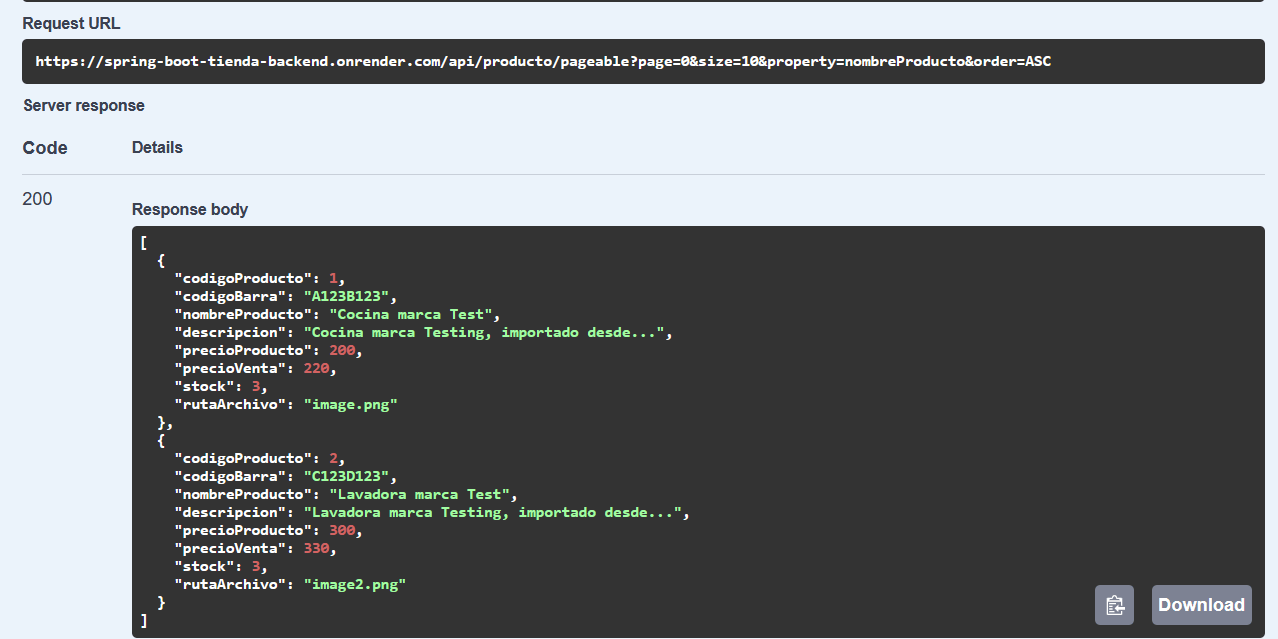 Request URL
https://spring-boot-tienda-backend.onrender.com/api/producto/pageable?page=0&size=10&property=nombreProducto&order=ASC
Server response
Code Details
200
Response body
[
{
"codigoProducto": 1,
"codigoBarra": "A123B123",
"nombreProducto": "Cocina marca Test",
"descripcion": "Cocina marca Testing, importado desde...",
"precioProducto": 200,
"precioVenta": 220,
"stock": 3,
"rutaArchivo": "image.png"
},
{
"codigoProducto": 2,
"codigoBarra": "C123D123",
"nombreProducto": "Lavadora marca Test",
"descripcion": "Lavadora marca Testing, importado desde...",
"precioProducto": 300,
"precioVenta": 330,
"stock": 3,
"rutaArchivo": "image2.png"
}
]
Download